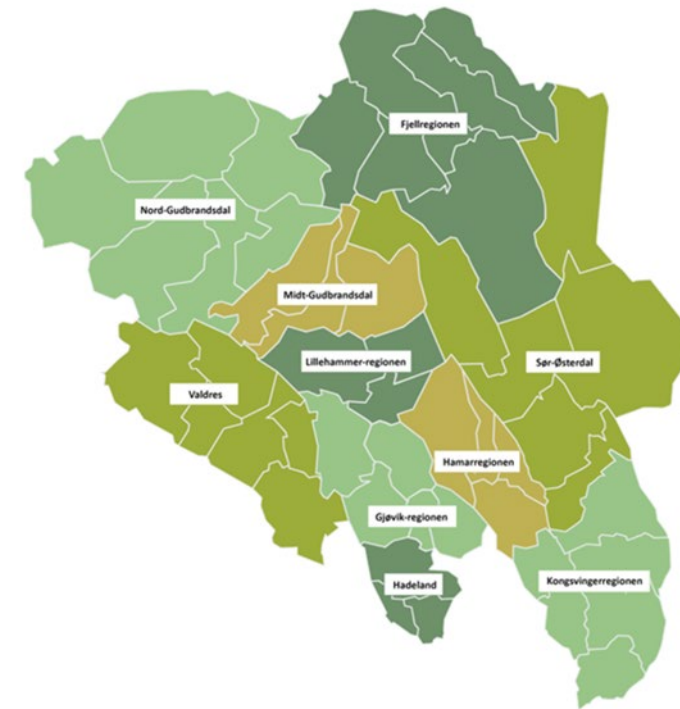 Fjellregionen
Nord-Gudbrandsdal
Midt-Gudbrandsdal
Lillehammer-regionen
Sør-Østerdal
Valdres
Hamarregionen
Gjøvik-regionen
Hadeland
Kongsvingerregionen